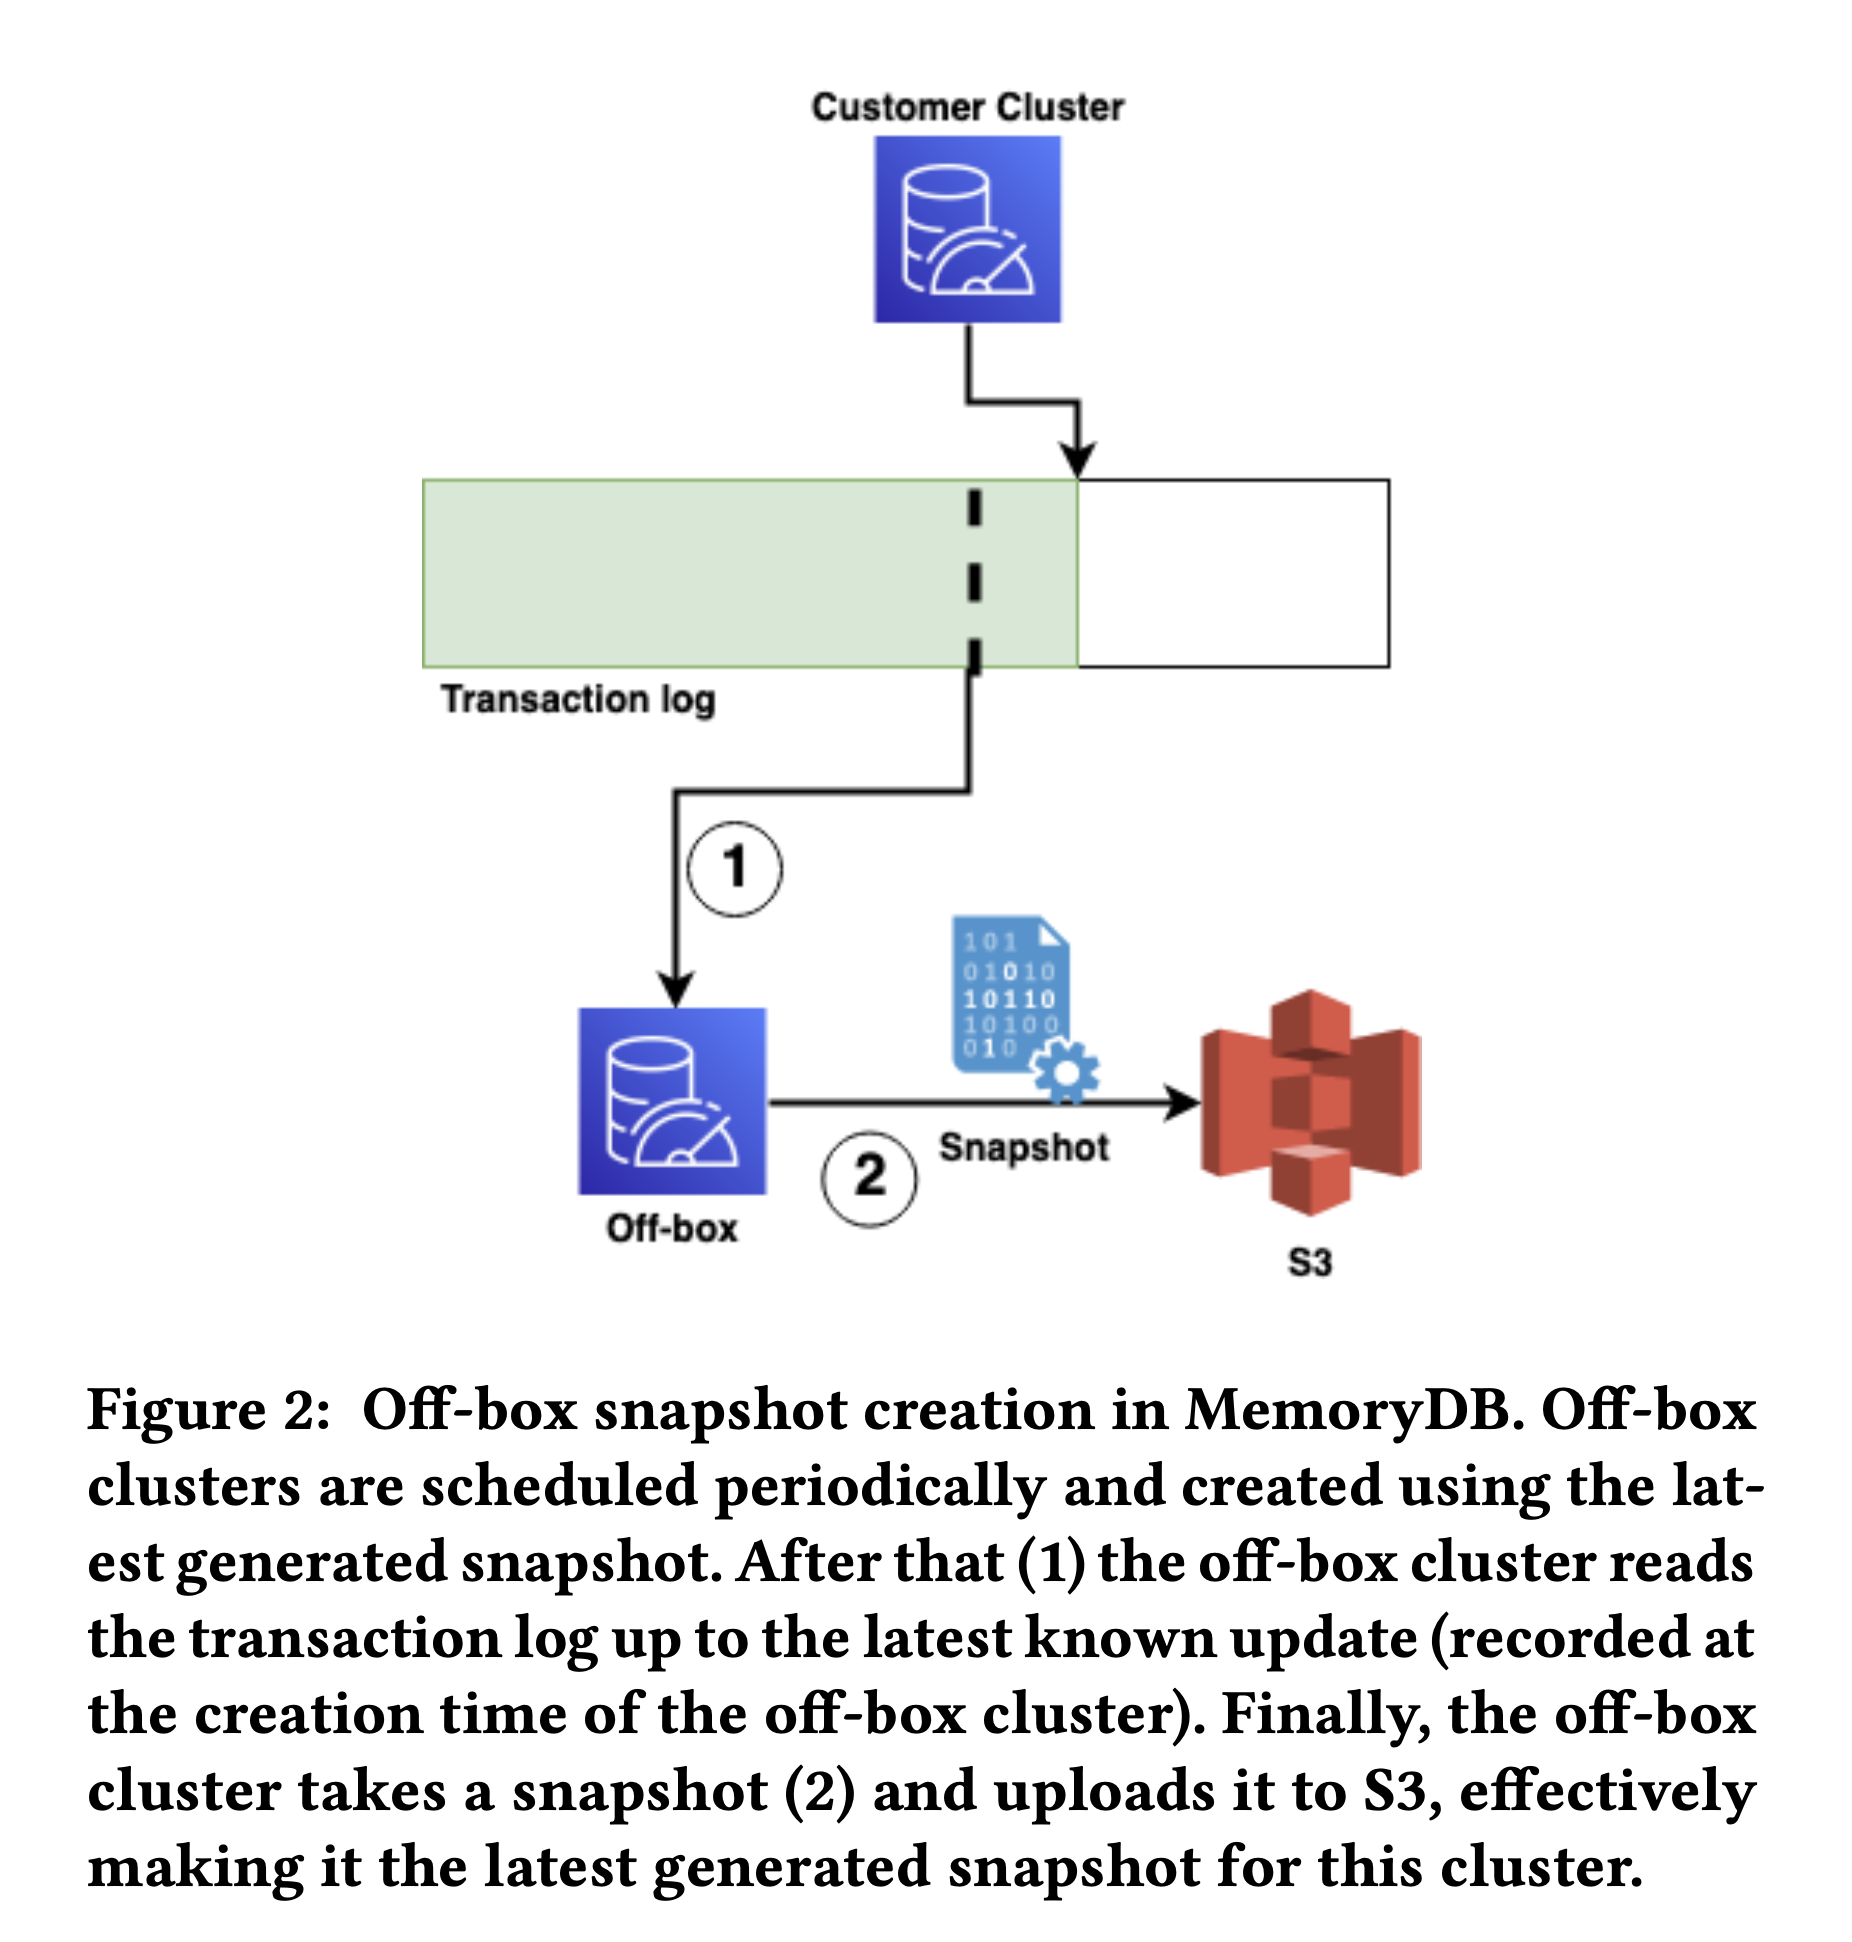 Customer Cluster
Transaction log
1
101
01010
10110
10100
010
Snapshot
2
Off-box
S3
Figure 2: Off-box snapshot creation in MemoryDB. Off-box
clusters are scheduled periodically and created using the lat-
est generated snapshot. After that (1) the off-box cluster reads
the transaction log up to the latest known update (recorded at
the creation time of the off-box cluster). Finally, the off-box
cluster takes a snapshot (2) and uploads it to S3, effectively
making it the latest generated snapshot for this cluster.